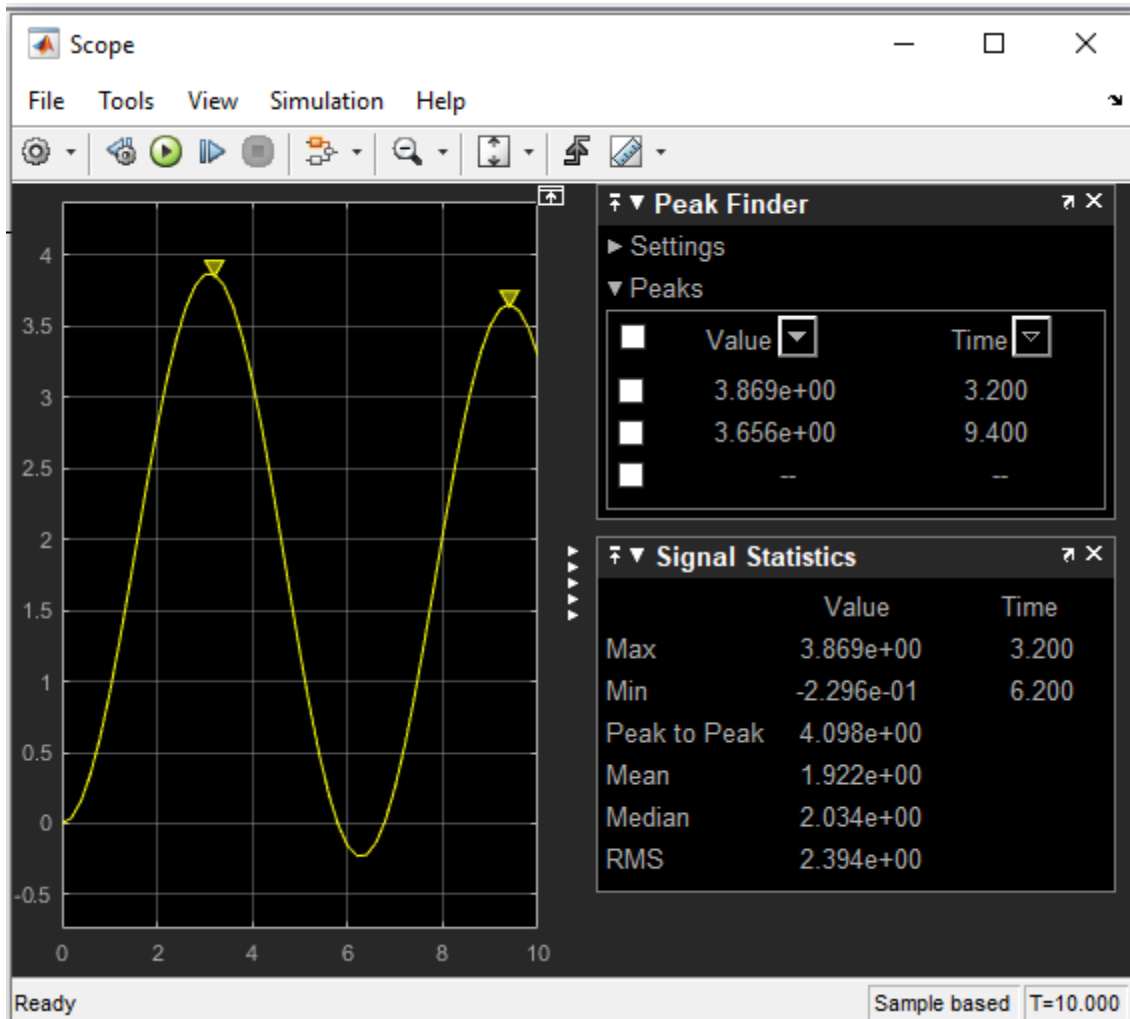 Scope
File Tools View Simulation Help
4
3.5
3
2.5
2
1.5
1
0.5
0
-0.5
0 2 4 6 8 10
Peak Finder
Settings
Peaks
Value Time
3.869e+00 3.200
3.656e+00 9.400
-- --
Signal Statistics
Value Time
Max 3.869e+00 3.200
Min -2.296e-01 6.200
Peak to Peak 4.098e+00
Mean 1.922e+00
Median 2.034e+00
RMS 2.394e+00
Ready Sample based T=10.000